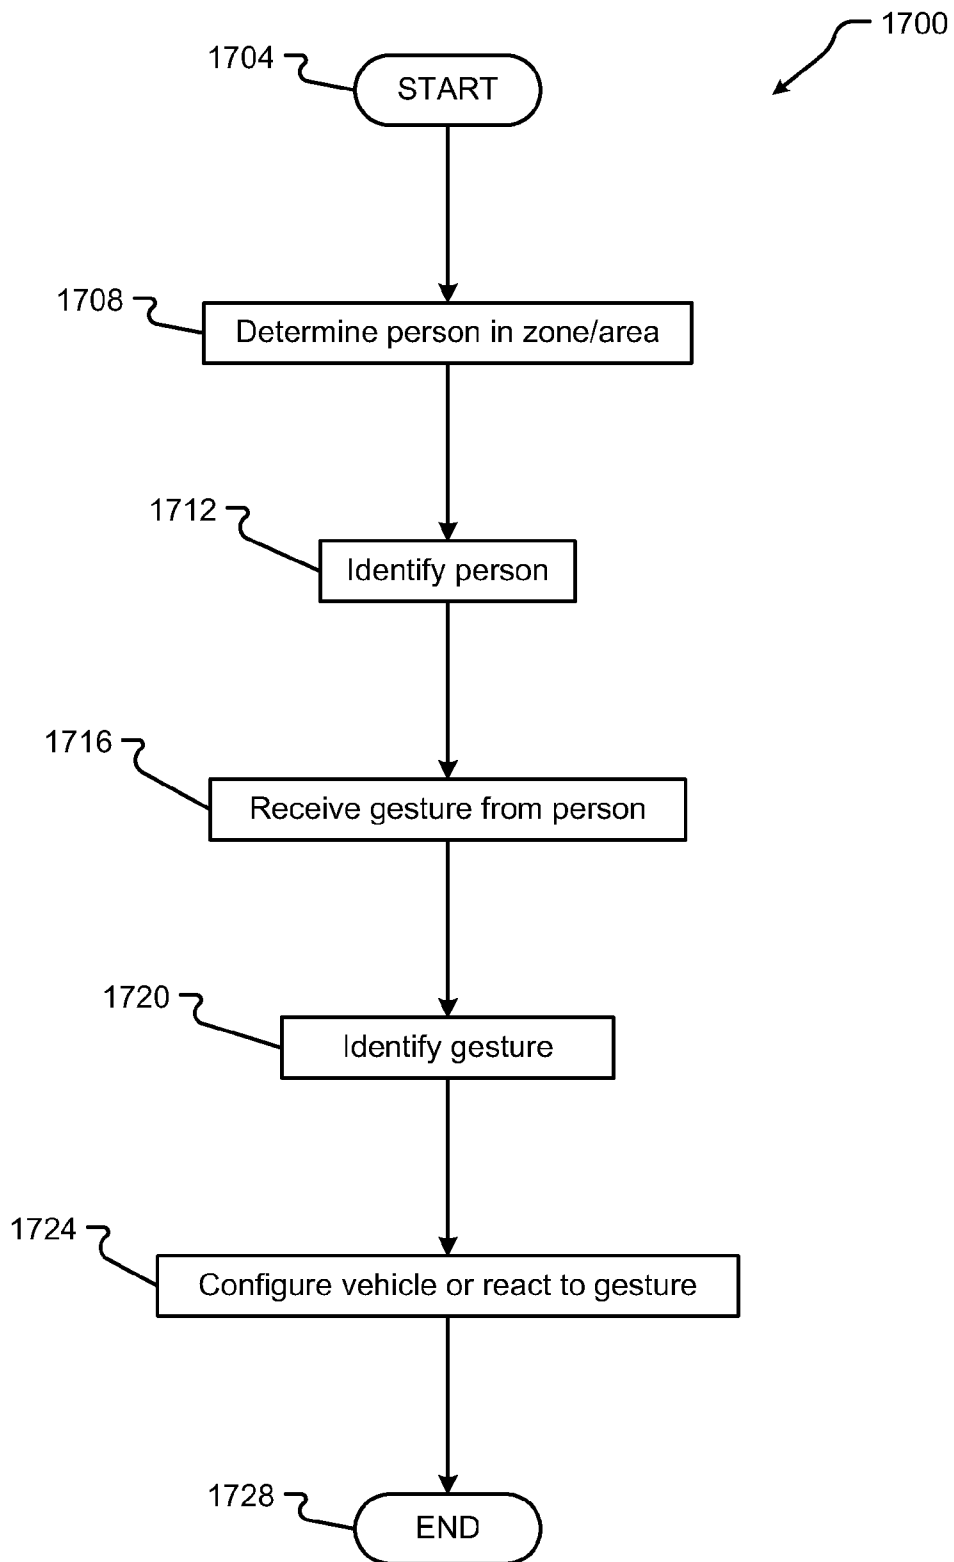 1700
1704
START
1708
Determine person in zone/area
1712
Identify person
1716
Receive gesture from person
1720
Identify gesture
1724
Configure vehicle or react to gesture
1728
END